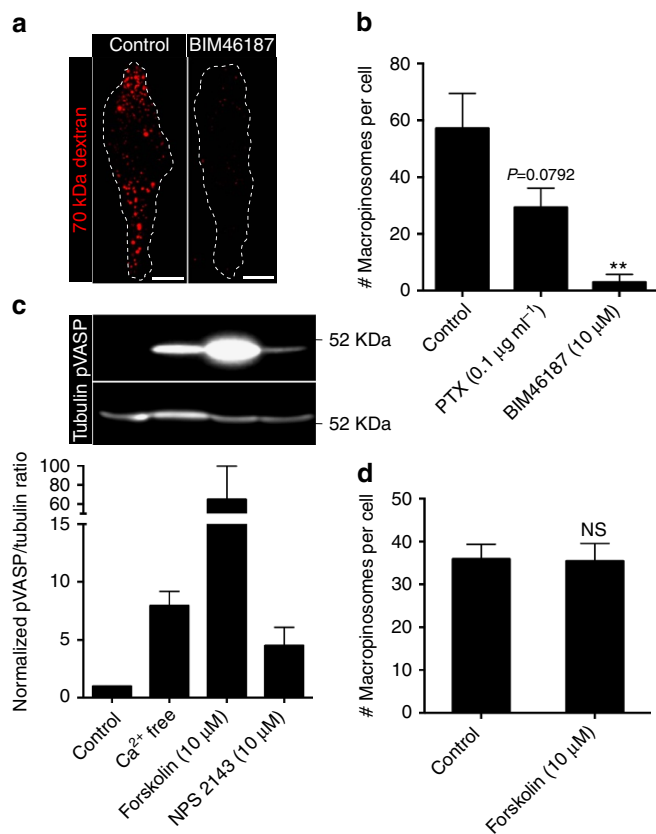 a
Control BIM46187
70 kDa dextran
b
# Macropinosomes per cell
80
60
40
20
0
P=0.0792
**
Control
PTX (0.1 µg ml⁻¹)
BIM46187 (10 µM)
c
Tubulin pVASP
52 KDa
52 KDa
Normalized pVASP/tubulin ratio
100
80
60
15
10
5
0
Control
Ca²⁺ free
Forskolin (10 µM)
NPS 2143 (10 µM)
d
# Macropinosomes per cell
50
40
30
20
10
0
NS
Control
Forskolin (10 µM)